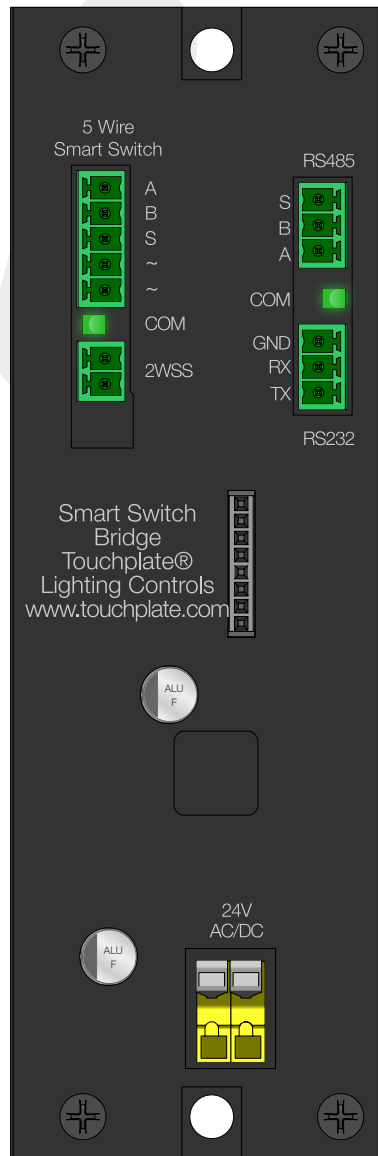 5 Wire
Smart Switch
A
B
S
~
~
COM
2WSS
RS485
S
B
A
COM
GND
RX
TX
RS232
Smart Switch
Bridge
Touchplate®
Lighting Controls
www.touchplate.com
ALU
F
ALU
F
24V
AC/DC